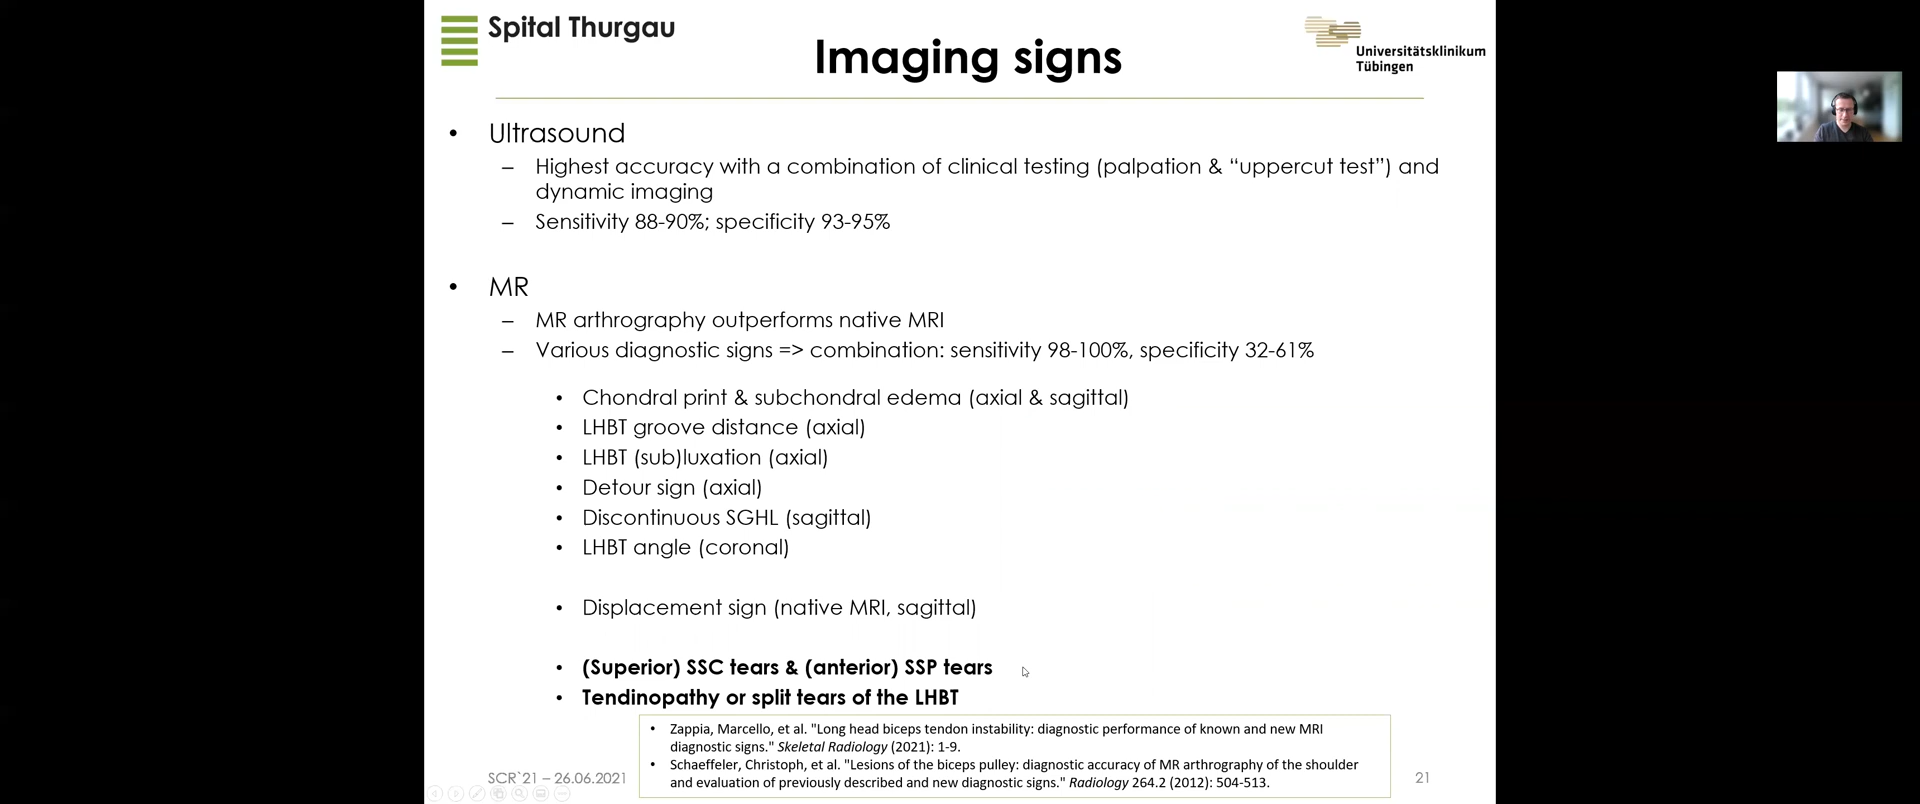 Spital Thurgau
Imaging signs
Universitätsklinikum
Tübingen
• Ultrasound
– Highest accuracy with a combination of clinical testing (palpation & “uppercut test”) and
dynamic imaging
– Sensitivity 88-90%; specificity 93-95%
• MR
– MR arthrography outperforms native MRI
– Various diagnostic signs => combination: sensitivity 98-100%, specificity 32-61%
• Chondral print & subchondral edema (axial & sagittal)
• LHBT groove distance (axial)
• LHBT (sub)luxation (axial)
• Detour sign (axial)
• Discontinuous SGHL (sagittal)
• LHBT angle (coronal)
• Displacement sign (native MRI, sagittal)
• (Superior) SSC tears & (anterior) SSP tears
• Tendinopathy or split tears of the LHBT
• Zappia, Marcello, et al. "Long head biceps tendon instability: diagnostic performance of known and new MRI
diagnostic signs." Skeletal Radiology (2021): 1-9.
• Schaeffeler, Christoph, et al. "Lesions of the biceps pulley: diagnostic accuracy of MR arthrography of the shoulder
and evaluation of previously described and new diagnostic signs." Radiology 264.2 (2012): 504-513.
SCR`21 – 26.06.2021
21